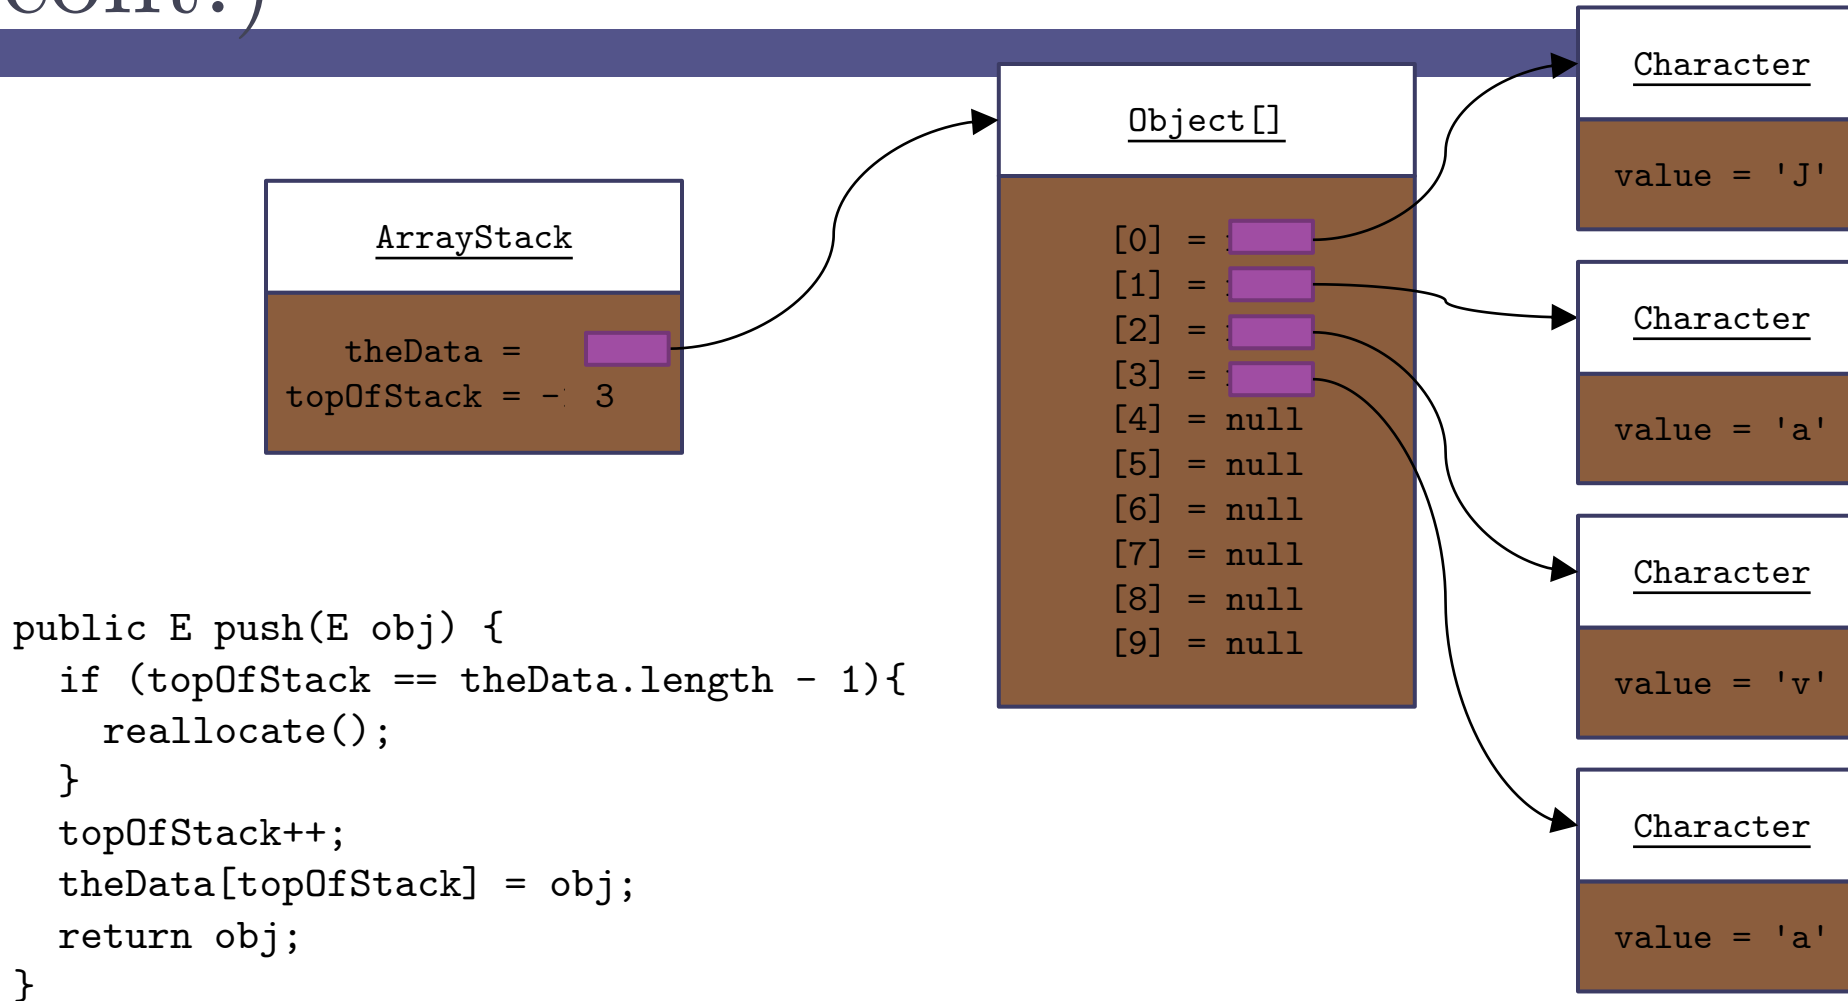 cont.)
ArrayStack
theData =
topOfStack = - 3
Object[]
[0] =
[1] =
[2] =
[3] =
[4] = null
[5] = null
[6] = null
[7] = null
[8] = null
[9] = null
Character
value = 'J'
Character
value = 'a'
Character
value = 'v'
Character
value = 'a'
public E push(E obj) {
if (topOfStack == theData.length - 1){
reallocate();
}
topOfStack++;
theData[topOfStack] = obj;
return obj;
}